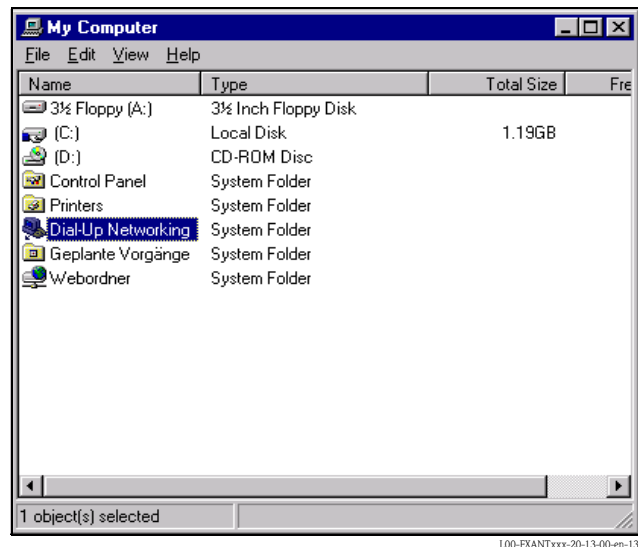 My Computer
File Edit View Help
Name Type Total Size Fre
3½ Floppy (A:) 3½ Inch Floppy Disk
(C:) Local Disk 1.19GB
(D:) CD-ROM Disc
Control Panel System Folder
Printers System Folder
Dial-Up Networking System Folder
Geplante Vorgänge System Folder
Webordner System Folder
1 object(s) selected
L00-FXANTxxx-20-13-00-en-13